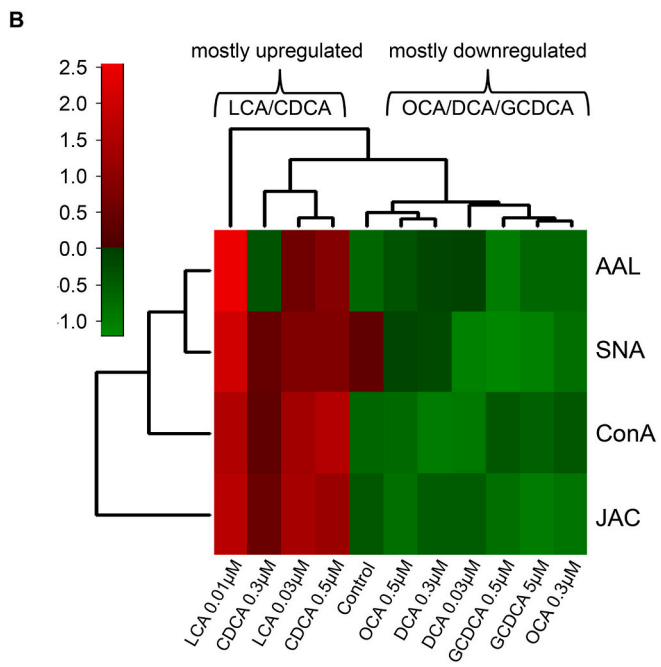 B
mostly upregulated
mostly downregulated
LCA/CDCA
OCA/DCA/GCDCA
2.5
2.0
1.5
1.0
0.5
0.0
.0.5
.1.0
AAL
SNA
ConA
JAC
LCA 0.01µM
CDCA 0.3µM
LCA 0.03µM
CDCA 0.5µM
Control
OCA 0.5µM
DCA 0.3µM
DCA 0.03µM
GCDCA 0.5µM
GCDCA 5µM
OCA 0.3µM